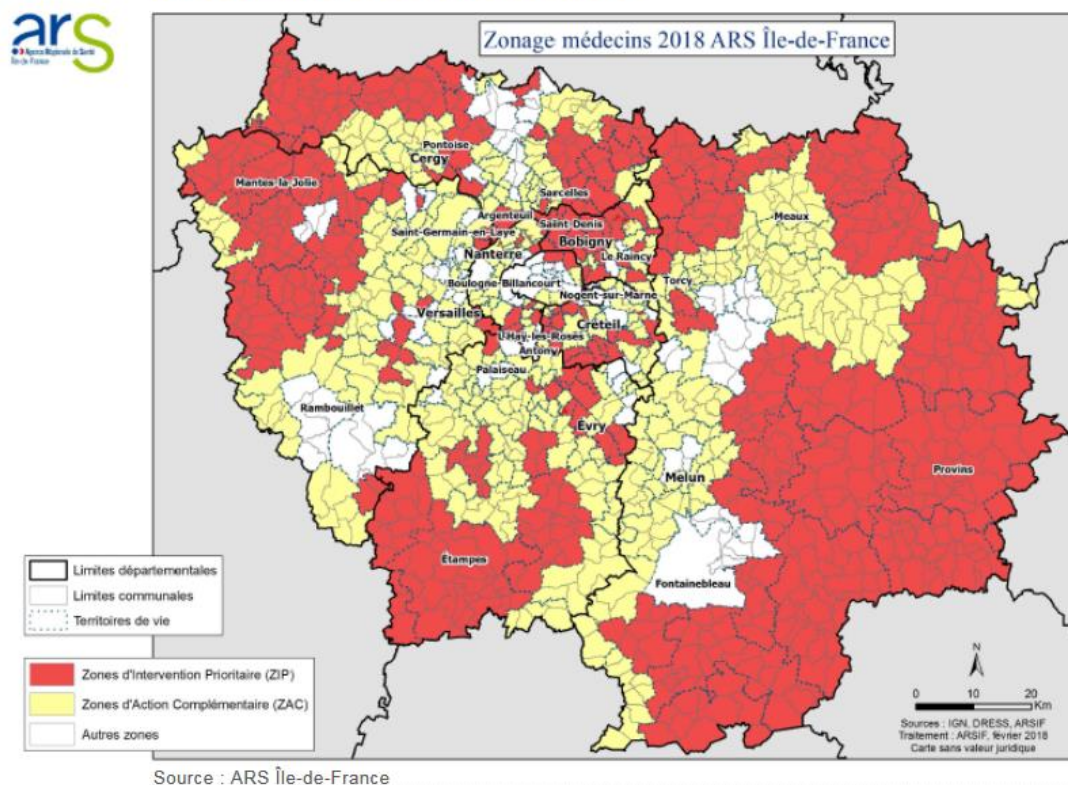 ars
Agence Régionale de Santé
Île-de-France
Zonage médecins 2018 ARS Île-de-France
Pontoise
Cergy
Mantes-la-Jolie
Sarcelles
Meaux
Argenteuil
Saint-Denis
Saint-Germain-en-Laye
Bobigny
Nanterre
Le Raincy
Boulogne-Billancourt
Torcy
Nogent-sur-Marne
Versailles
Créteil
L'Haÿ-les-Roses
Antony
Palaiseau
Rambouillet
Évry
Melun
Provins
Étampes
Fontainebleau
Limites départementales
Limites communales
Territoires de vie
Zones d'Intervention Prioritaire (ZIP)
Zones d'Action Complémentaire (ZAC)
Autres zones
N
0 10 20
Km
Sources : IGN, DRESS, ARSIF
Traitement : ARSIF, février 2018
Carte sans valeur juridique
Source : ARS Île-de-France